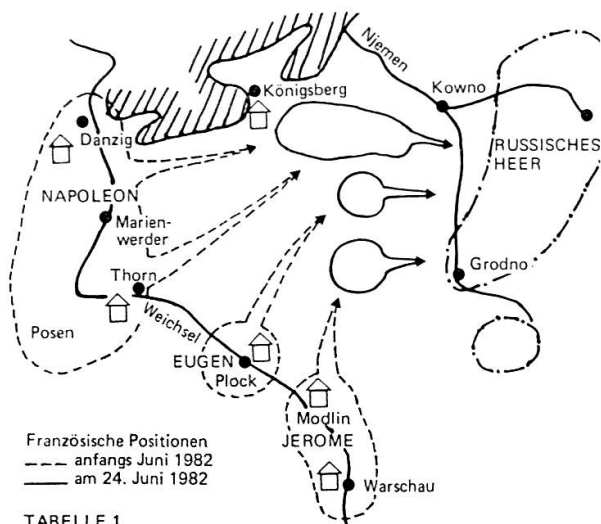 Njemen
Königsberg
Kowno
Danzig
RUSSISCHES
HEER
NAPOLEON
Marien-
werder
Grodno
Thorn
Weichsel
Posen
EUGEN
Plock
Modlin
JEROME
Französische Positionen
anfangs Juni 1982
am 24. Juni 1982
Warschau
TABELLE 1